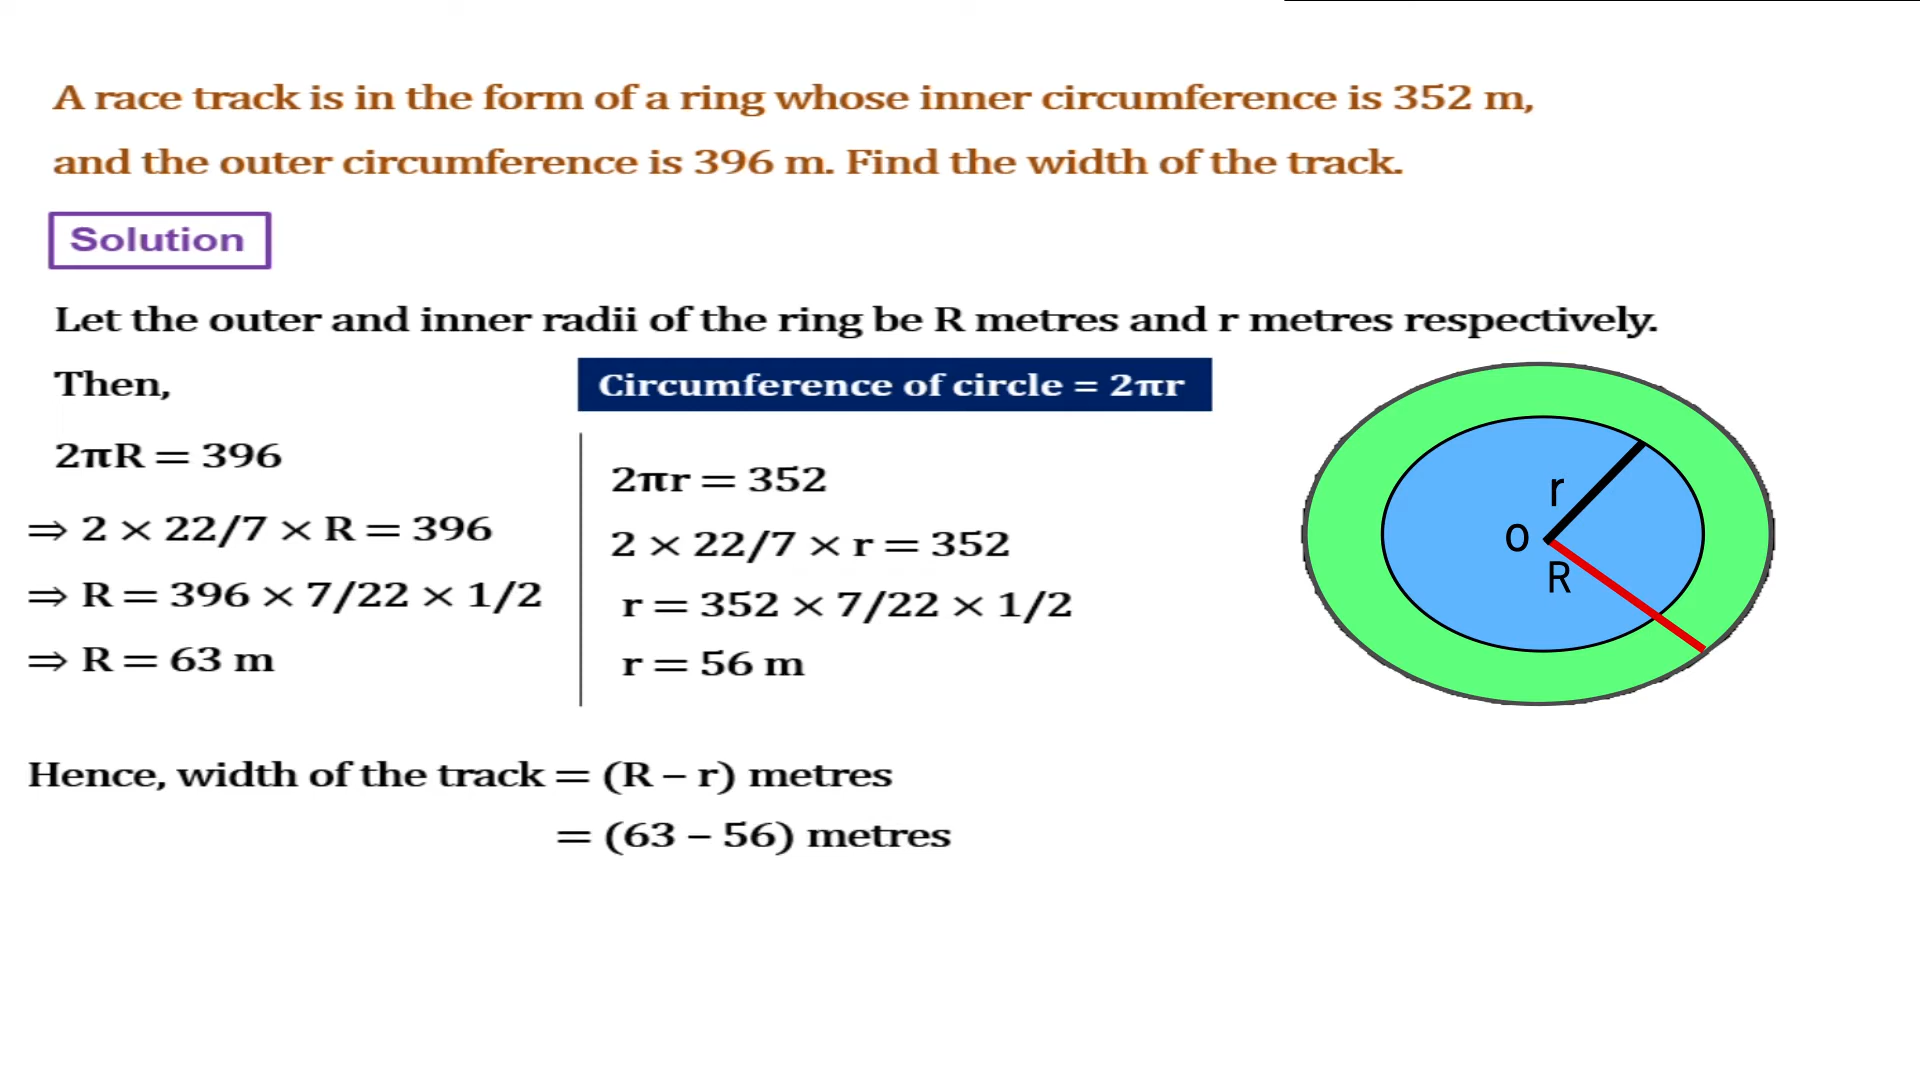 A race track is in the form of a ring whose inner circumference is 352 m,
and the outer circumference is 396 m. Find the width of the track.
Solution
Let the outer and inner radii of the ring be R metres and r metres respectively.
Then,
Circumference of circle = 2πr
2πR = 396
⇒ 2 × 22/7 × R = 396
⇒ R = 396 × 7/22 × 1/2
⇒ R = 63 m
2πr = 352
2 × 22/7 × r = 352
r = 352 × 7/22 × 1/2
r = 56 m
r
O
R
Hence, width of the track = (R – r) metres
= (63 – 56) metres